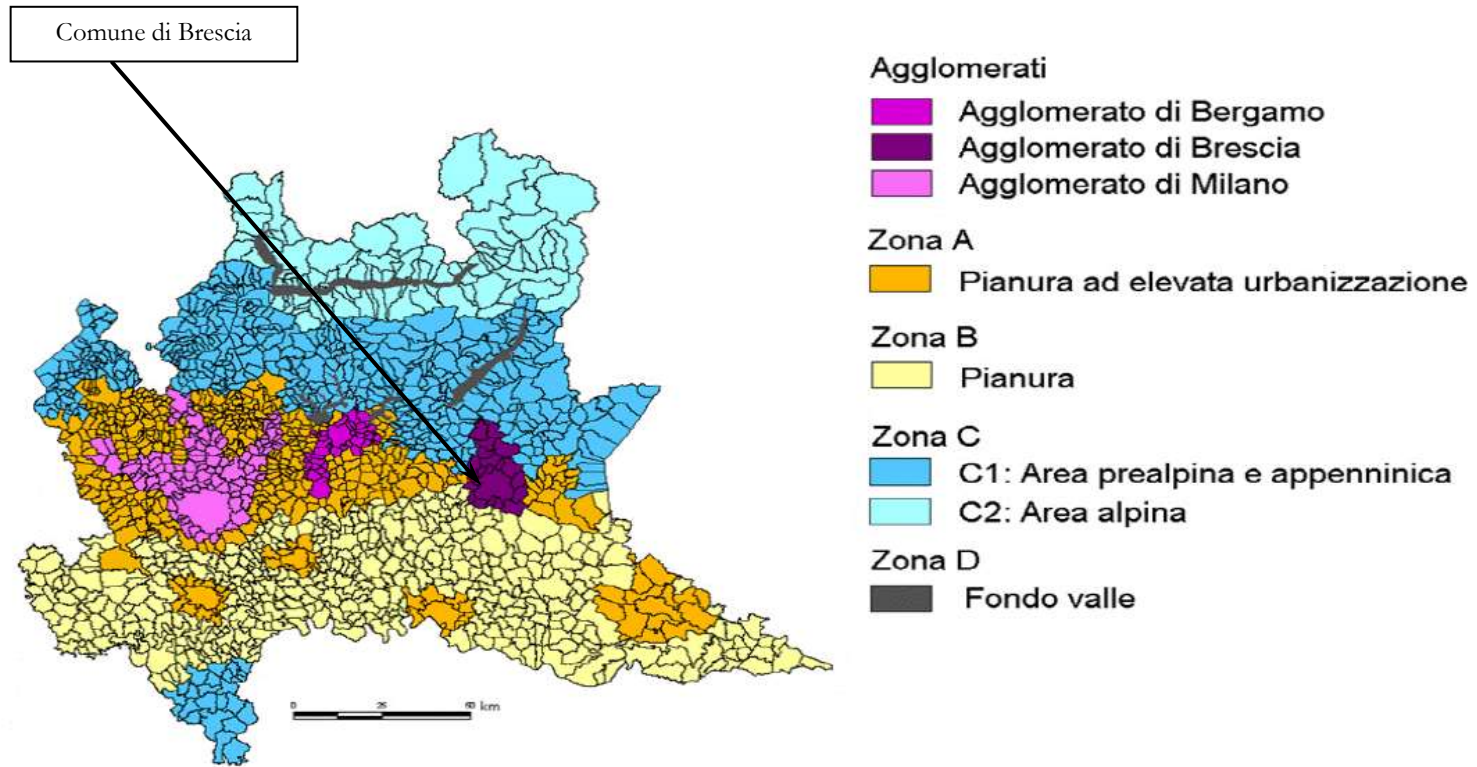 Comune di Brescia
Agglomerati
Agglomerato di Bergamo
Agglomerato di Brescia
Agglomerato di Milano
Zona A
Pianura ad elevata urbanizzazione
Zona B
Pianura
Zona C
C1: Area prealpina e appenninica
C2: Area alpina
Zona D
Fondo valle
0 25 50 km